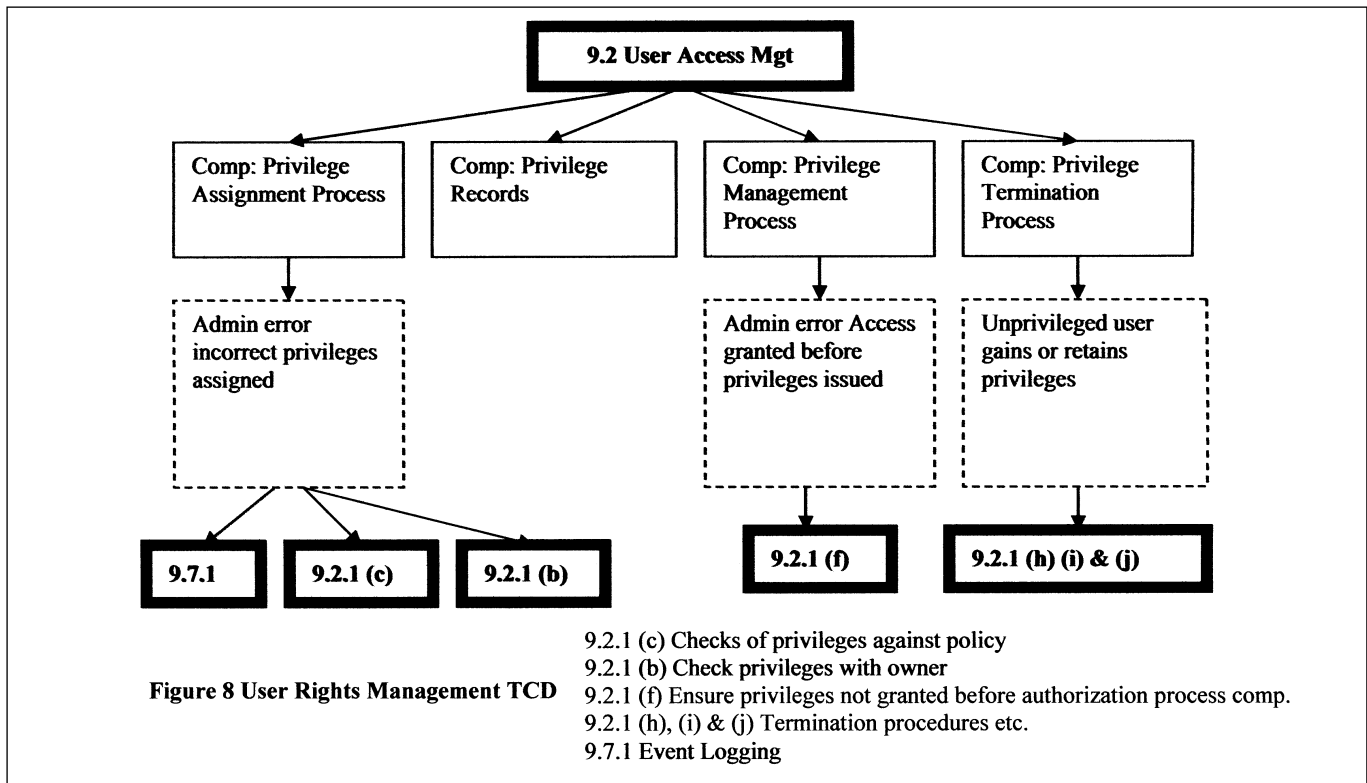 9.2 User Access Mgt
Comp: Privilege
Assignment Process
Comp: Privilege
Records
Comp: Privilege
Management
Process
Comp: Privilege
Termination
Process
Admin error
incorrect privileges
assigned
Admin error Access
granted before
privileges issued
Unprivileged user
gains or retains
privileges
9.7.1
9.2.1 (c)
9.2.1 (b)
9.2.1 (f)
9.2.1 (h) (i) & (j)
9.2.1 (c) Checks of privileges against policy
9.2.1 (b) Check privileges with owner
9.2.1 (f) Ensure privileges not granted before authorization process comp.
9.2.1 (h), (i) & (j) Termination procedures etc.
9.7.1 Event Logging
Figure 8 User Rights Management TCD